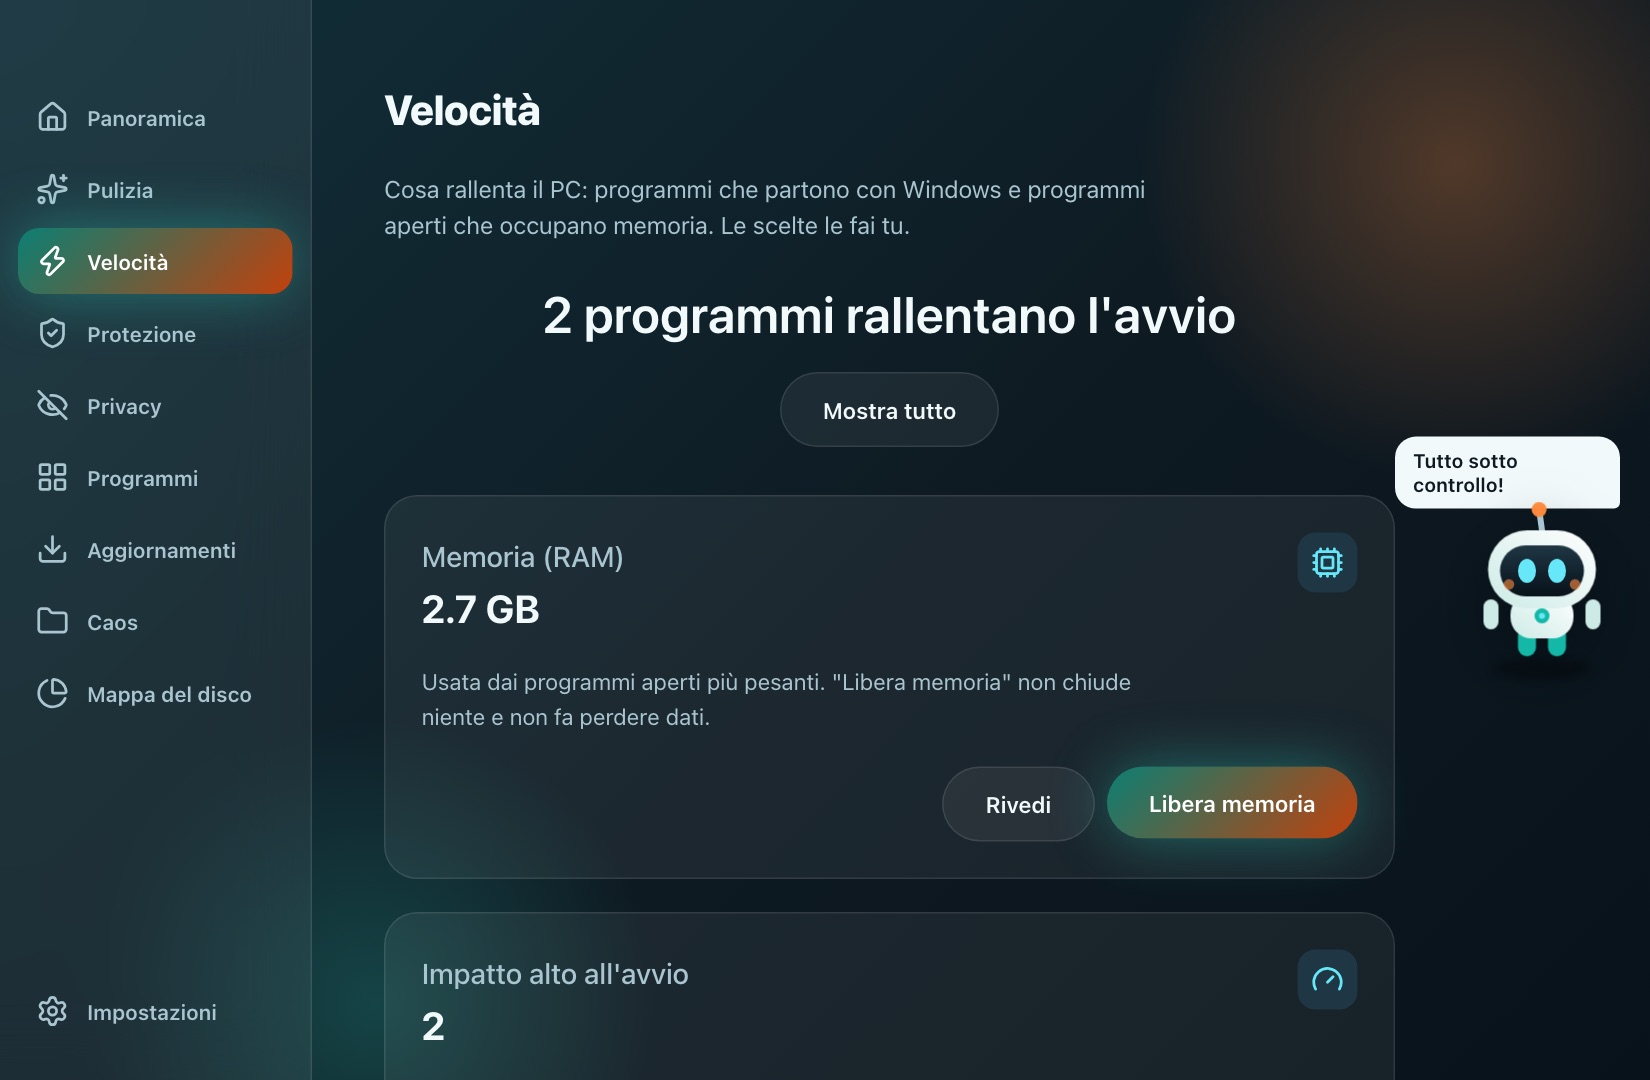 Panoramica
Pulizia
Velocità
Protezione
Privacy
Programmi
Aggiornamenti
Caos
Mappa del disco
Impostazioni
Velocità
Cosa rallenta il PC: programmi che partono con Windows e programmi
aperti che occupano memoria. Le scelte le fai tu.
2 programmi rallentano l'avvio
Mostra tutto
Tutto sotto
controllo!
Memoria (RAM)
2.7 GB
Usata dai programmi aperti più pesanti. "Libera memoria" non chiude
niente e non fa perdere dati.
Rivedi
Libera memoria
Impatto alto all'avvio
2